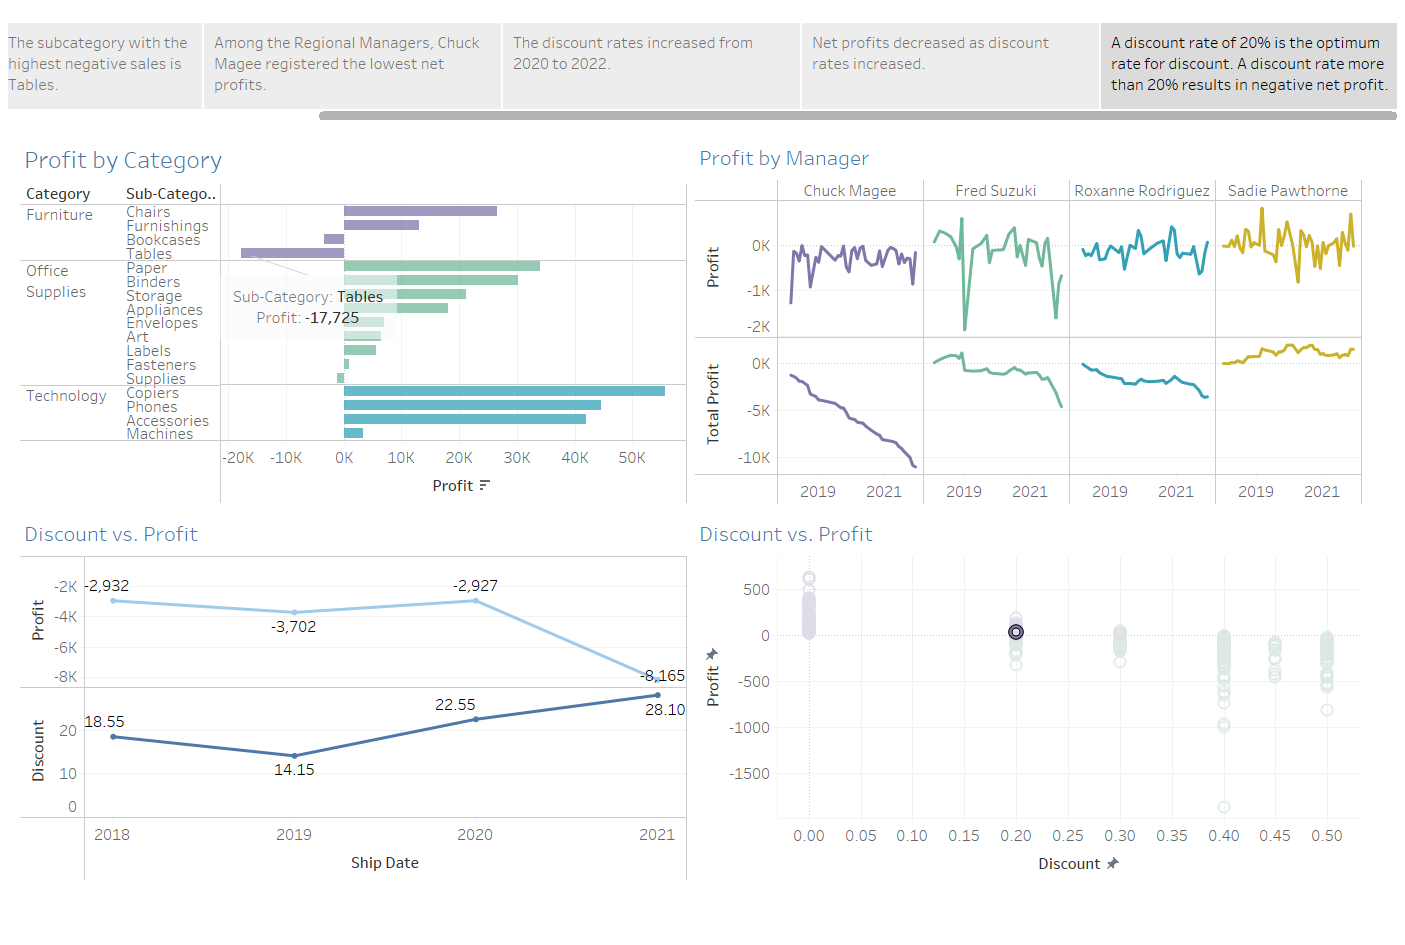 The subcategory with the
highest negative sales is
Tables.
Among the Regional Managers, Chuck
Magee registered the lowest net
profits.
The discount rates increased from
2020 to 2022.
Net profits decreased as discount
rates increased.
A discount rate of 20% is the optimum
rate for discount. A discount rate more
than 20% results in negative net profit.
Profit by Category
Category Sub-Catego..
Furniture Chairs
Furnishings
Bookcases
Tables
Office Supplies Paper
Binders
Storage
Appliances
Envelopes
Art
Labels
Fasteners
Supplies
Technology Copiers
Phones
Accessories
Machines
Sub-Category: Tables
Profit: -17,725
-20K -10K 0K 10K 20K 30K 40K 50K
Profit
Profit by Manager
Chuck Magee Fred Suzuki Roxanne Rodriguez Sadie Pawthorne
Profit
0K
-1K
-2K
Total Profit
0K
-5K
-10K
2019 2021 2019 2021 2019 2021 2019 2021
Discount vs. Profit
Profit
-2K
-4K
-6K
-8K
-2,932
-3,702
-2,927
-8,165
Discount
20
10
0
18.55
14.15
22.55
28.10
2018 2019 2020 2021
Ship Date
Discount vs. Profit
Profit
500
0
-500
-1000
-1500
0.00 0.05 0.10 0.15 0.20 0.25 0.30 0.35 0.40 0.45 0.50
Discount